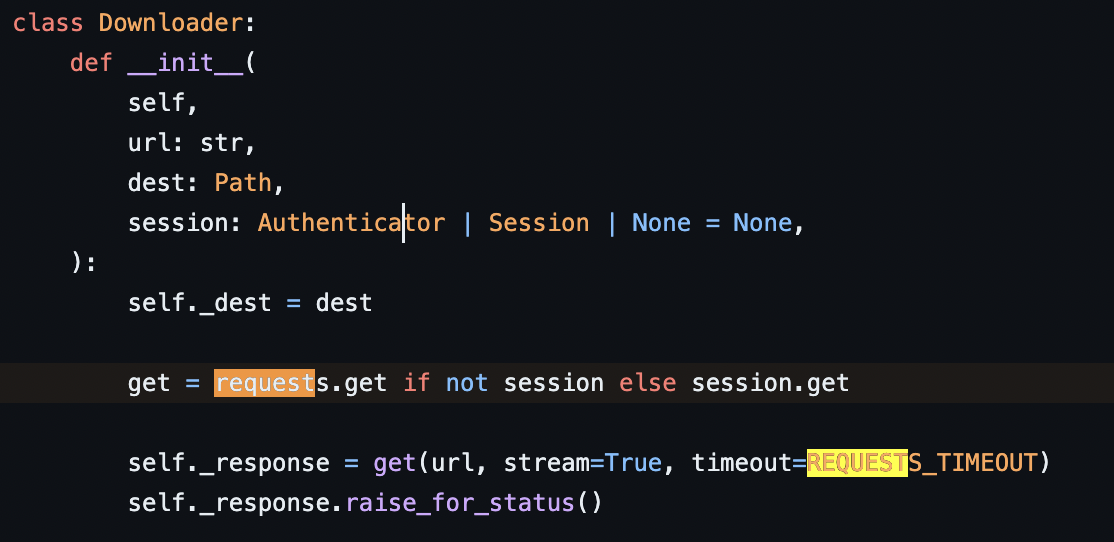 class Downloader:
    def __init__(
        self,
        url: str,
        dest: Path,
        session: Authenticator | Session | None = None,
    ):
        self._dest = dest

        get = requests.get if not session else session.get

        self._response = get(url, stream=True, timeout=REQUESTS_TIMEOUT)
        self._response.raise_for_status()